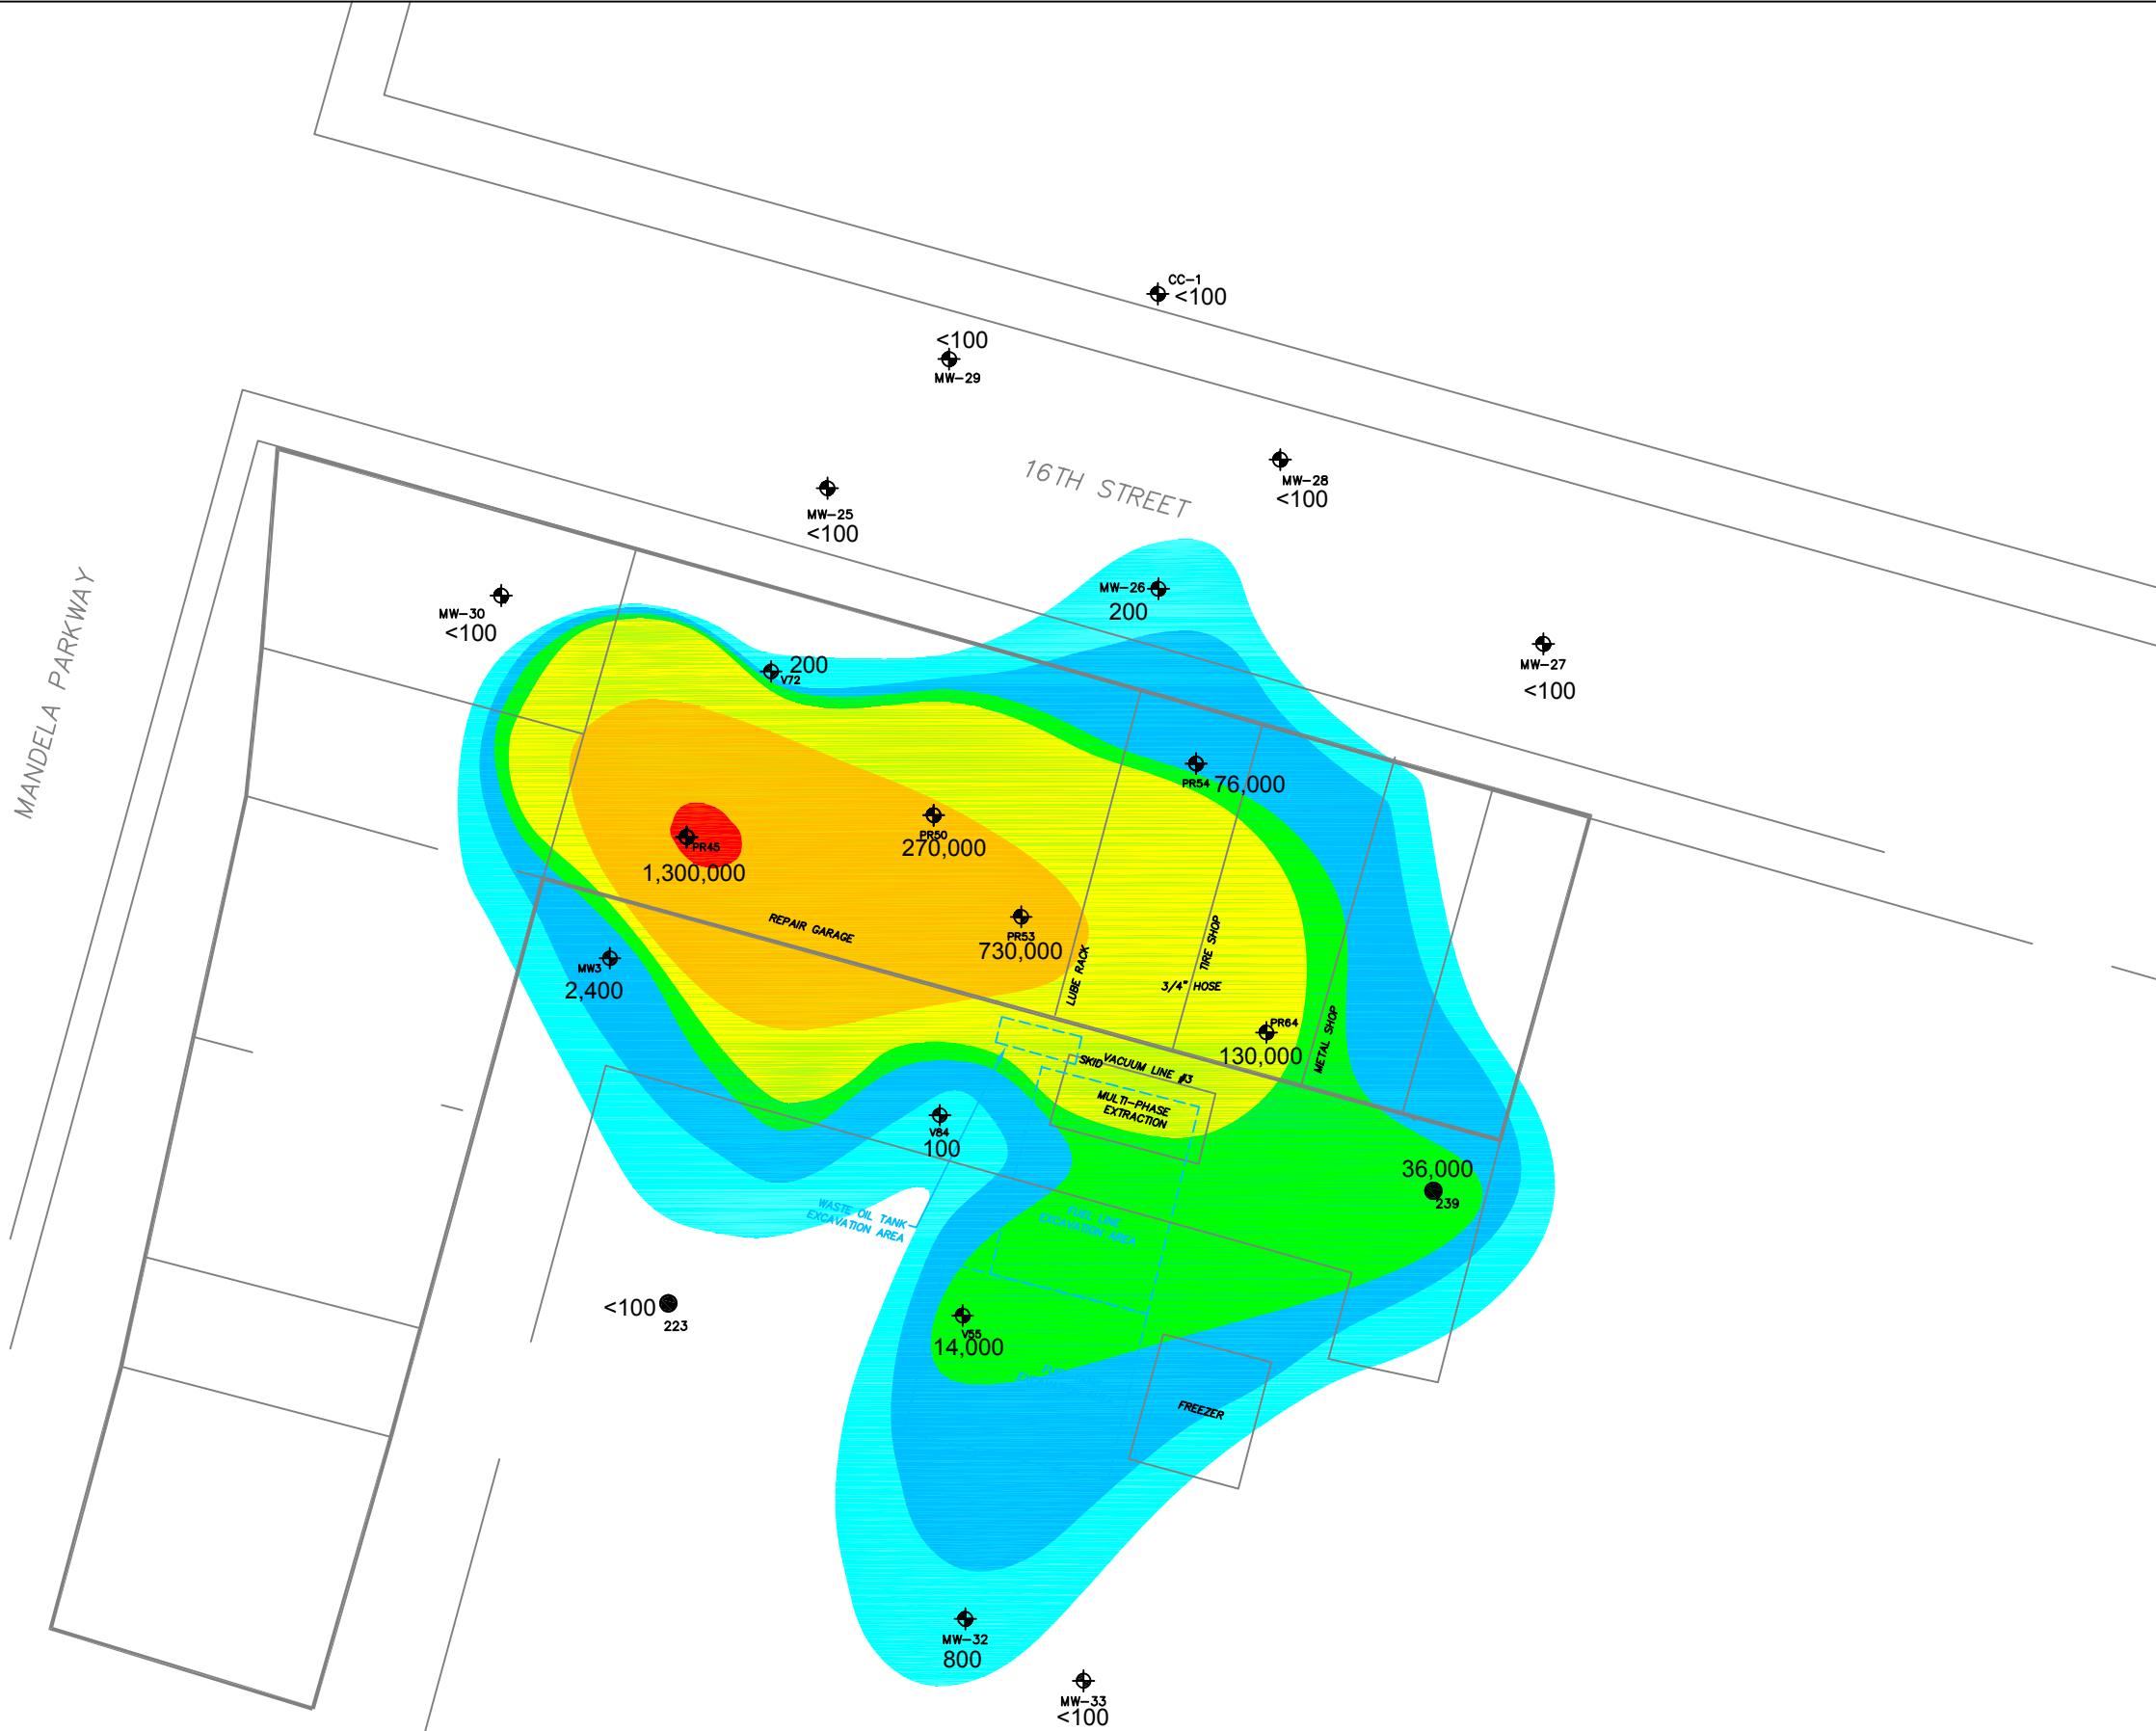 CC-1
<100
<100
MW-29
16TH STREET
MW-28
<100
MW-25
<100
MANDELA PARKWAY
MW-26
200
MW-30
<100
MW-27
<100
200
V72
PR54 76,000
PR50
270,000
PR45
1,300,000
REPAIR GARAGE
PR53
730,000
LUBE RACK
TIRE SHOP
3/4" HOSE
MW3
2,400
PR64
130,000
METAL SHOP
VACUUM LINE #3
SKID
MULTI-PHASE
EXTRACTION
V84
100
36,000
239
WASTE OIL TANK
EXCAVATION AREA
FUEL LINE
EXCAVATION AREA
<100
223
V55
14,000
FREEZER
MW-32
800
MW-33
<100